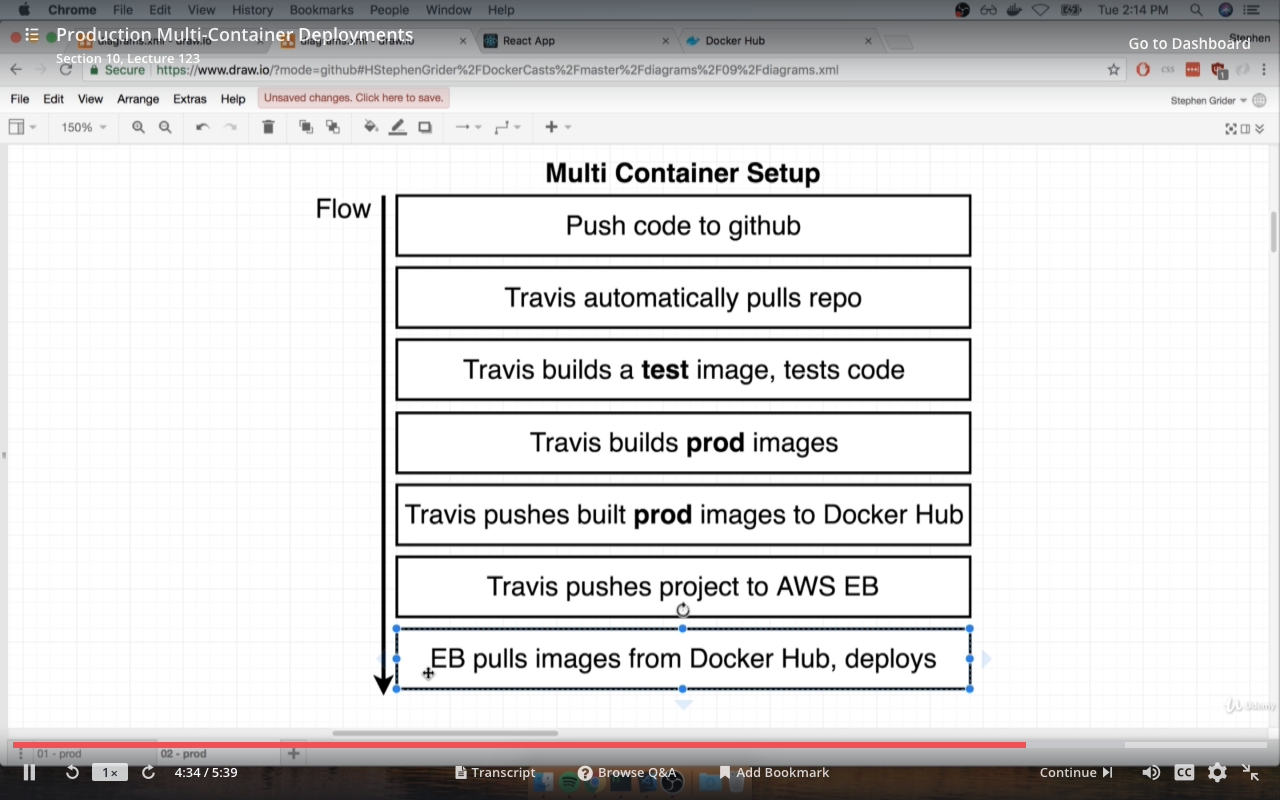 Chrome File Edit View History Bookmarks People Window Help Tue 2:14 PM
Production Multi-Container Deployments
diagrams.xml - draw.io
diagrams.xml - draw.io
React App
Docker Hub
Stephen
Section 10, Lecture 123
Go to Dashboard
Secure https://www.draw.io/?mode=github#HStephenGrider%2FDockerCasts%2Fmaster%2Fdiagrams%2F09%2Fdiagrams.xml
css
1
File Edit View Arrange Extras Help Unsaved changes. Click here to save. Stephen Grider
150%
Multi Container Setup
Flow
Push code to github
Travis automatically pulls repo
Travis builds a test image, tests code
Travis builds prod images
Travis pushes built prod images to Docker Hub
Travis pushes project to AWS EB
EB pulls images from Docker Hub, deploys
Udemy
01 - prod 02 - prod
1x 4:34 / 5:39 Transcript Browse Q&A Add Bookmark Continue CC